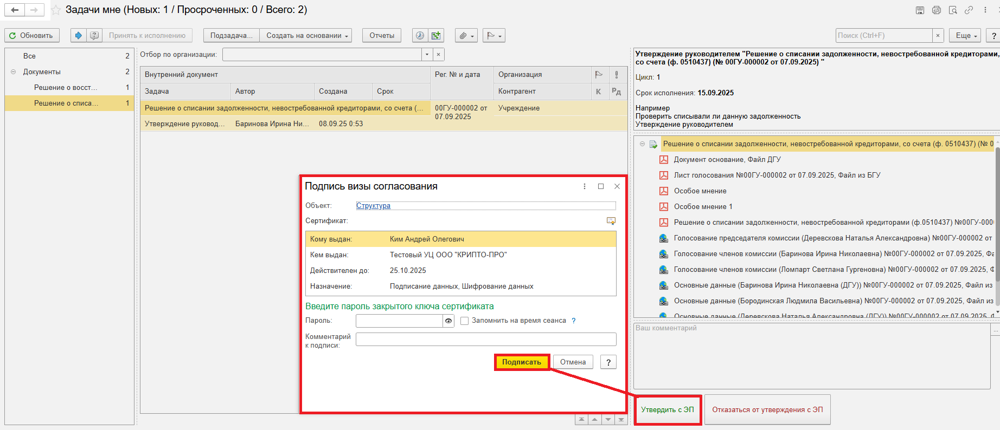 Задачи мне (Новых: 1 / Просроченных: 0 / Всего: 2)
Обновить
Принять к исполнению
Подзадача...
Создать на основании
Отчеты
Поиск (Ctrl+F)
×
Еще
?
Все 2
Документы 2
Решение о восст... 1
Решение о списа... 1
Отбор по организации:
×
Внутренний документ
Рег. № и дата
Организация
Задача
Автор
Создана
Срок
Контрагент
К
Рд
Решение о списании задолженности, невостребованной кредиторами, со счета (...
00ГУ-000002 от
07.09.2025
Учреждение
Утверждение руковод...
Баринова Ирина Ни...
08.09.25 0:53
Подпись визы согласования
Объект:
Структура
Сертификат:
Кому выдан: Ким Андрей Олегович
Кем выдан: Тестовый УЦ ООО "КРИПТО-ПРО"
Действителен до: 25.10.2025
Назначение: Подписание данных, Шифрование данных
Введите пароль закрытого ключа сертификата
Пароль:
Запомнить на время сеанса ?
Комментарий
к подписи:
Подписать
Отмена
?
Утверждение руководителем "Решение о списании задолженности, невостребованной кредиторами,
со счета (ф. 0510437) (№ 00ГУ-000002 от 07.09.2025) "
Цикл: 1
Срок исполнения: 15.09.2025
Например
Проверить списывали ли данную задолженность
Утверждение руководителем
Решение о списании задолженности, невостребованной кредиторами, со счета (ф. 0510437) (№ 0
Документ основание, Файл ДГУ
Лист голосования №00ГУ-000002 от 07.09.2025, Файл из БГУ
Особое мнение
Особое мнение 1
Решение о списании задолженности, невостребованной кредиторами (ф.0510437) №00ГУ-000
Голосование председателя комиссии (Деревскова Наталья Александровна) №00ГУ-000002 от
Голосование членов комиссии (Баринова Ирина Николаевна) №00ГУ-000002 от 07.09.2025, Фа
Голосование членов комиссии (Ломпарт Светлана Гургеновна) №00ГУ-000002 от 07.09.2025, Ф
Основные данные (Баринова Ирина Николаевна (ДГУ)) №00ГУ-000002 от 07.09.2025, Файл из
Основные данные (Бородинская Людмила Васильевна) №00ГУ-000002 от 07.09.2025, Файл из
Основные данные (Деревскова Наталья Александровна (ДГУ)) №00ГУ-000002 от 07.09.2025, Ф
Ваш комментарий
...
Утвердить с ЭП
Отказаться от утверждения с ЭП